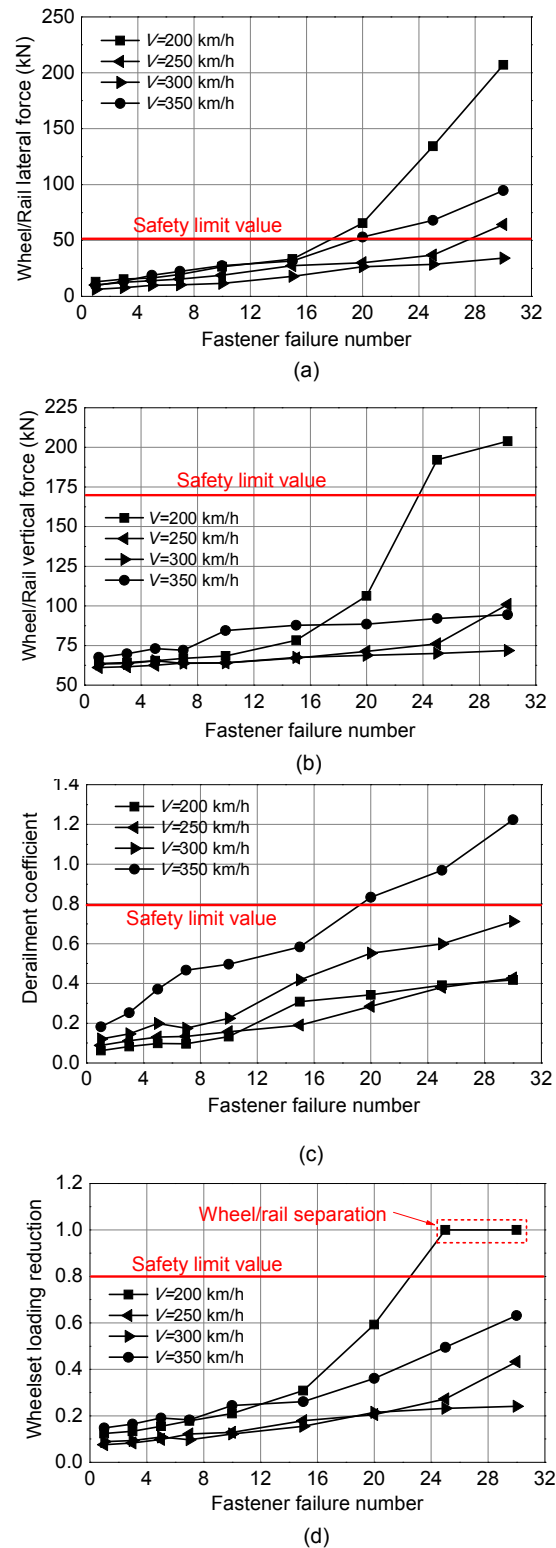 250
200
150
100
50
0
Wheel/Rail lateral force (kN)
V=200 km/h
V=250 km/h
V=300 km/h
V=350 km/h
Safety limit value
0 4 8 12 16 20 24 28 32
Fastener failure number
(a)
225
200
175
150
125
100
75
50
Wheel/Rail vertical force (kN)
Safety limit value
V=200 km/h
V=250 km/h
V=300 km/h
V=350 km/h
0 4 8 12 16 20 24 28 32
Fastener failure number
(b)
1.4
1.2
1.0
0.8
0.6
0.4
0.2
0.0
Derailment coefficient
V=200 km/h
V=250 km/h
V=300 km/h
V=350 km/h
Safety limit value
0 4 8 12 16 20 24 28 32
Fastener failure number
(c)
1.2
1.0
0.8
0.6
0.4
0.2
0.0
Wheelset loading reduction
Wheel/rail separation
Safety limit value
V=200 km/h
V=250 km/h
V=300 km/h
V=350 km/h
0 4 8 12 16 20 24 28 32
Fastener failure number
(d)